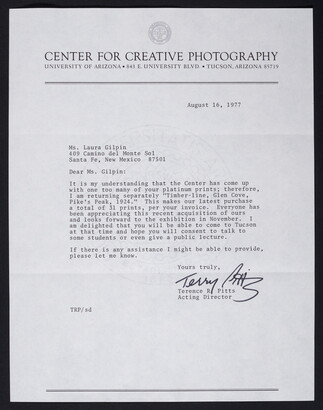 CENTER FOR CREATIVE PHOTOGRAPHY
UNIVERSITY OF ARIZONA • 845 E. UNIVERSITY BLVD. • TUCSON, ARIZONA 85719
August 16, 1977
Ms. Laura Gilpin
409 Camino del Monte Sol
Santa Fe, New Mexico 87501
Dear Ms. Gilpin:
It is my understanding that the Center has come up
with one too many of your platinum prints; therefore,
I am returning separately "Timber-line, Glen Cove,
Pike's Peak, 1924." This makes our latest purchase
a total of 31 prints, per your invoice. Everyone has
been appreciating this recent acquisition of ours
and looks forward to the exhibition in November. I
am delighted that you will be able to come to Tucson
at that time and hope you will consent to talk to
some students or even give a public lecture.
If there is any assistance I might be able to provide,
please let me know.
Yours truly,
Terry Pitts
Terence R. Pitts
Acting Director
TRP/sd